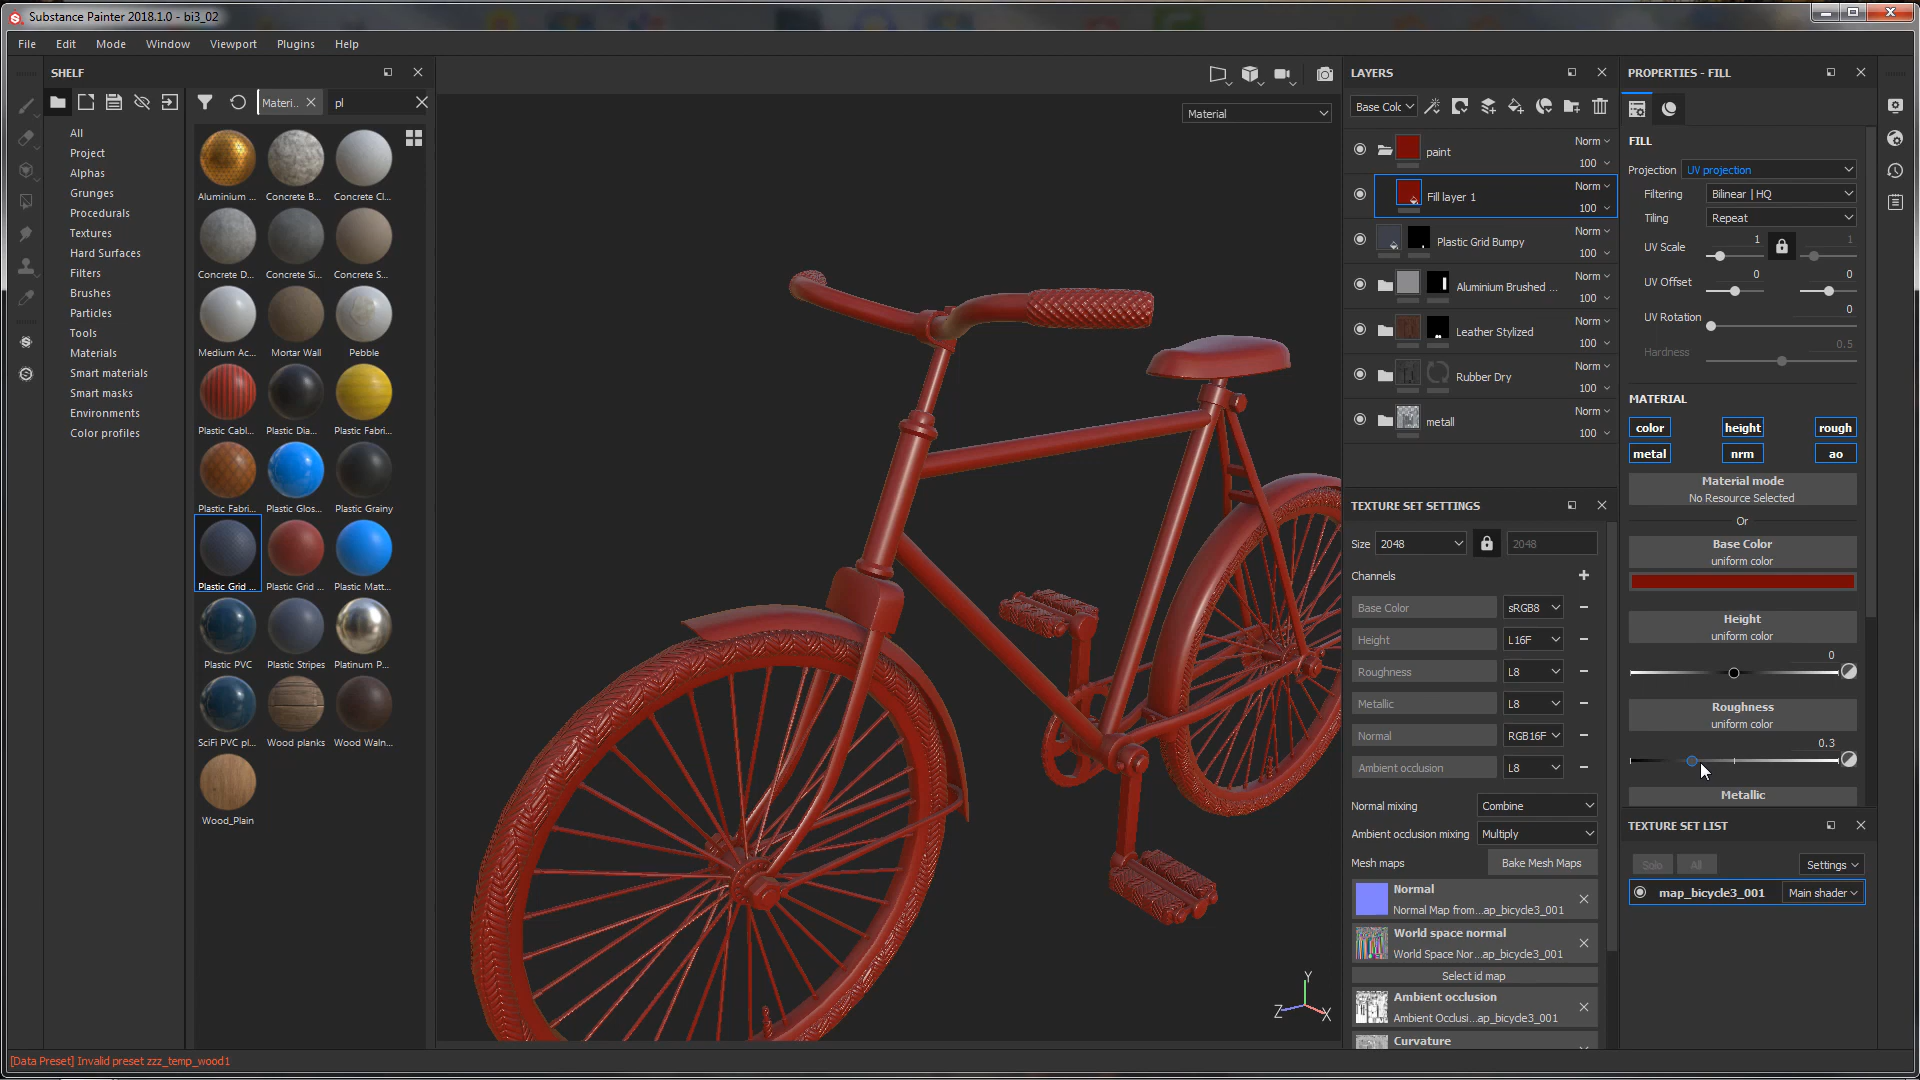 Substance Painter 2018.1.0 - bi3_02
File Edit Mode Window Viewport Plugins Help
SHELF
Materi... pl
All
Project
Alphas
Grunges
Procedurals
Textures
Hard Surfaces
Filters
Brushes
Particles
Tools
Materials
Smart materials
Smart masks
Environments
Color profiles
Aluminium ... Concrete B... Concrete Cl...
Concrete D... Concrete Si... Concrete S...
Medium Ac... Mortar Wall Pebble
Plastic Cabl... Plastic Dia... Plastic Fabri...
Plastic Fabri... Plastic Glos... Plastic Grainy
Plastic Grid ... Plastic Grid ... Plastic Matt...
Plastic PVC Plastic Stripes Platinum P...
SciFi PVC pl... Wood planks Wood Waln...
Wood_Plain
Material
Y
Z X
LAYERS
Base Colc
paint Norm 100
Fill layer 1 Norm 100
Plastic Grid Bumpy Norm 100
Aluminium Brushed ... Norm 100
Leather Stylized Norm 100
Rubber Dry Norm 100
metall Norm 100
TEXTURE SET SETTINGS
Size 2048 2048
Channels +
Base Color sRGB8
Height L16F
Roughness L8
Metallic L8
Normal RGB16F
Ambient occlusion L8
Normal mixing Combine
Ambient occlusion mixing Multiply
Mesh maps Bake Mesh Maps
Normal
Normal Map from...ap_bicycle3_001
World space normal
World Space Nor...ap_bicycle3_001
Select id map
Ambient occlusion
Ambient Occlusi...ap_bicycle3_001
Curvature
PROPERTIES - FILL
FILL
Projection UV projection
Filtering Bilinear | HQ
Tiling Repeat
UV Scale 1 1
UV Offset 0 0
UV Rotation 0
Hardness 0.5
MATERIAL
color height rough
metal nrm ao
Material mode
No Resource Selected
Or
Base Color
uniform color
Height
uniform color
0
Roughness
uniform color
0.3
Metallic
TEXTURE SET LIST
Solo All Settings
map_bicycle3_001 Main shader
[Data Preset] Invalid preset zzz_temp_wood1